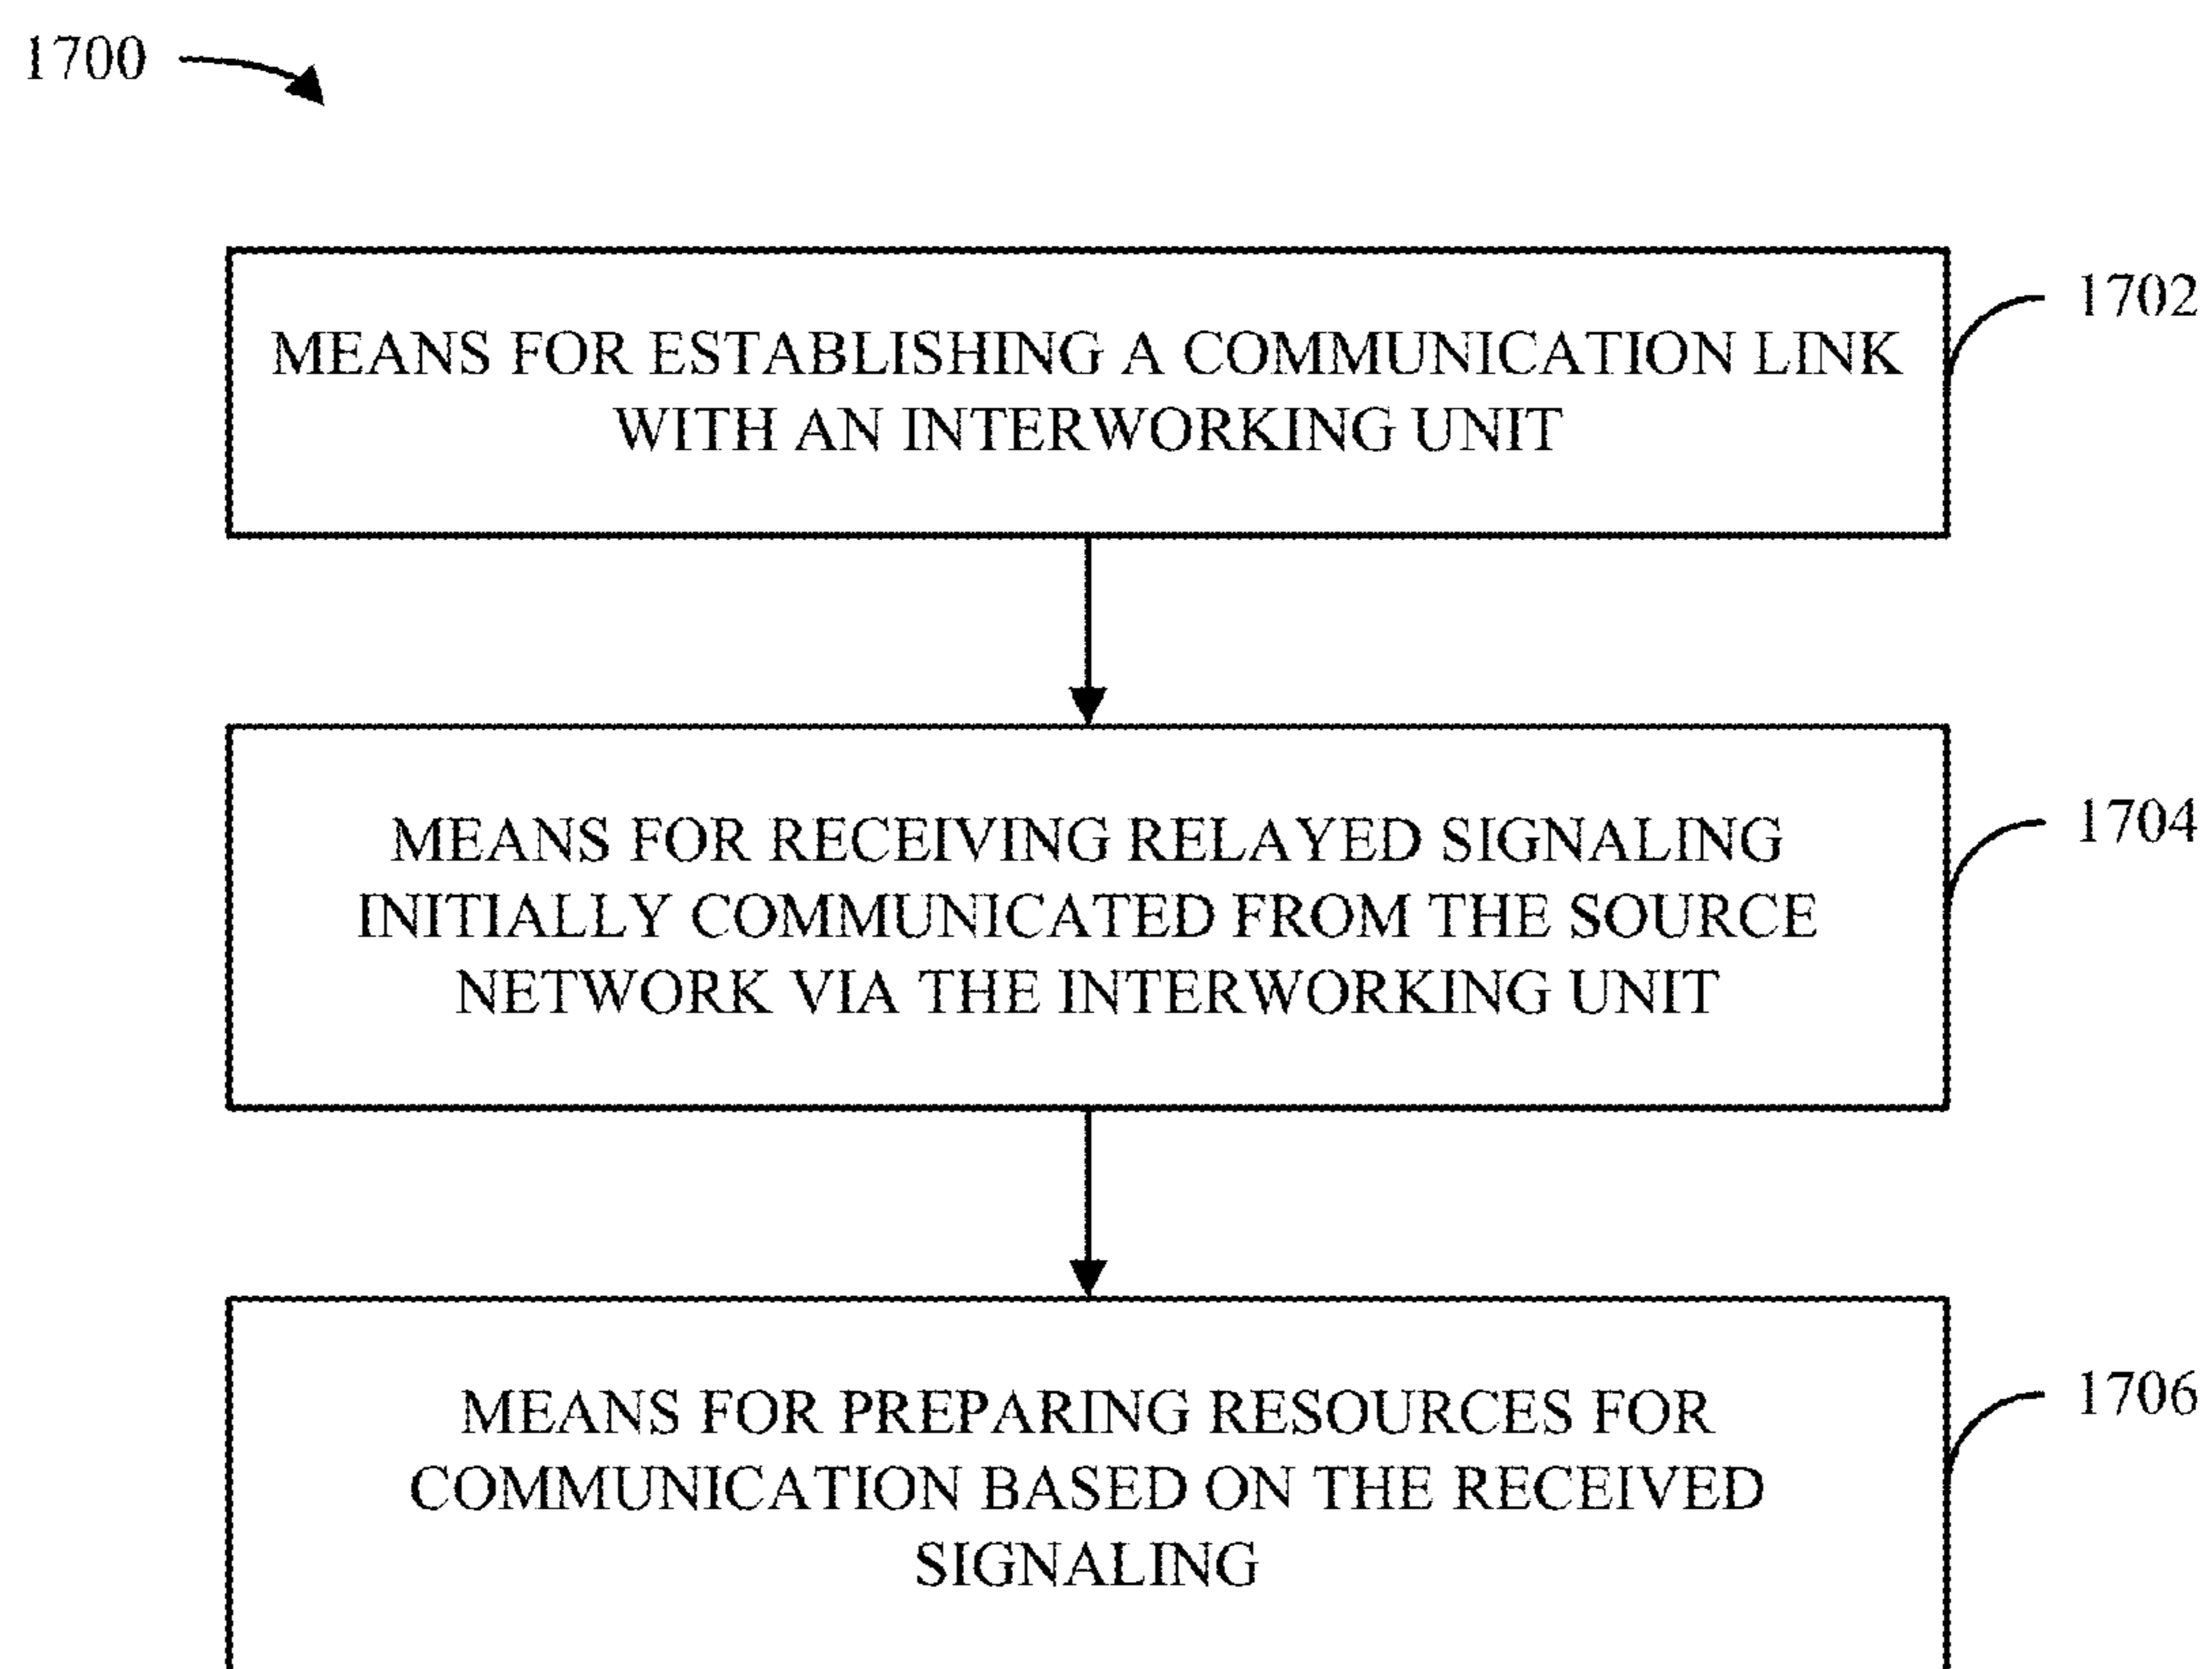 1700
MEANS FOR ESTABLISHING A COMMUNICATION LINK
WITH AN INTERWORKING UNIT
1702
MEANS FOR RECEIVING RELAYED SIGNALING
INITIALLY COMMUNICATED FROM THE SOURCE
NETWORK VIA THE INTERWORKING UNIT
1704
MEANS FOR PREPARING RESOURCES FOR
COMMUNICATION BASED ON THE RECEIVED
SIGNALING
1706